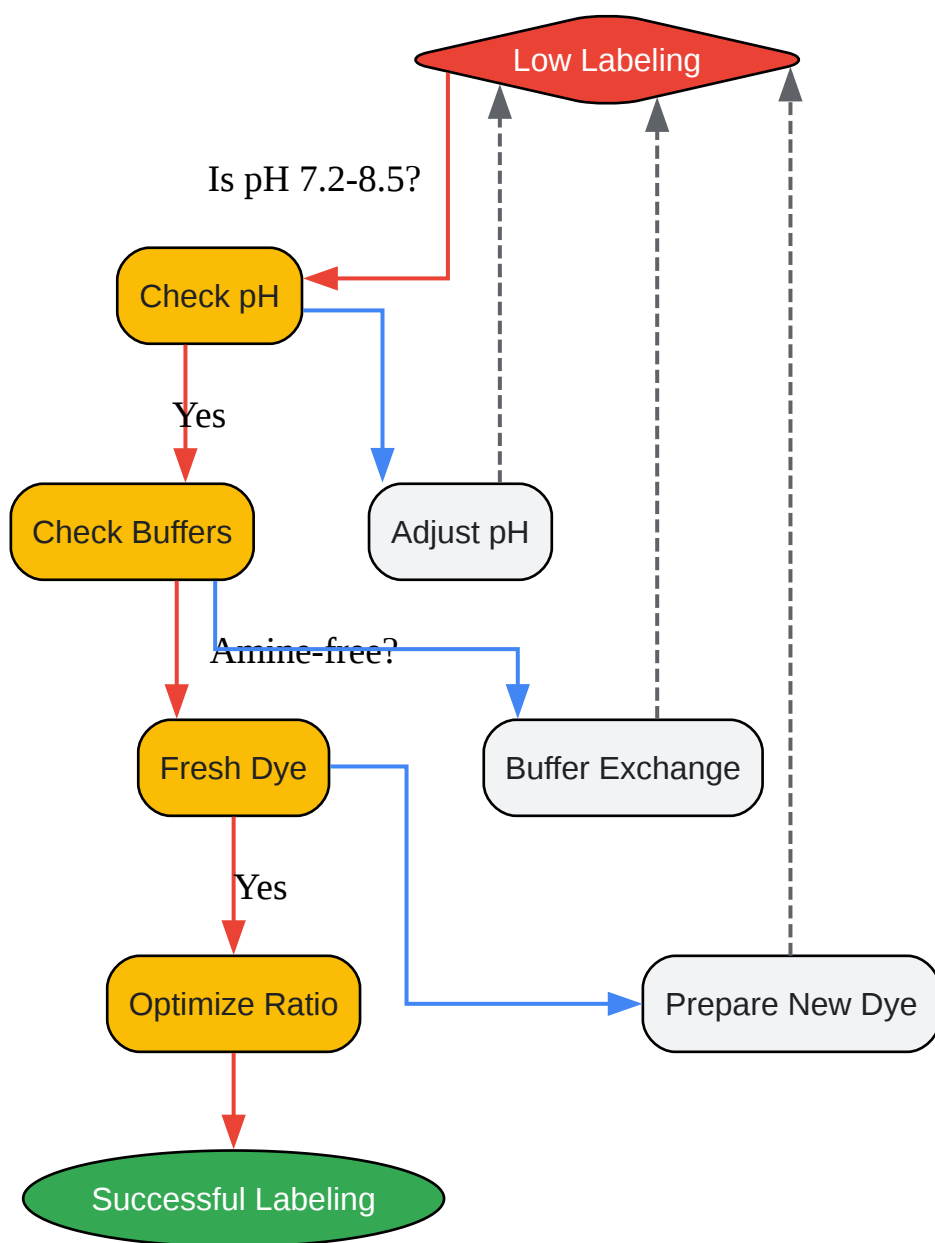 Low Labeling
Is pH 7.2-8.5?
Check pH
Yes
Check Buffers
Adjust pH
Amine-free?
Fresh Dye
Buffer Exchange
Yes
Optimize Ratio
Prepare New Dye
Successful Labeling